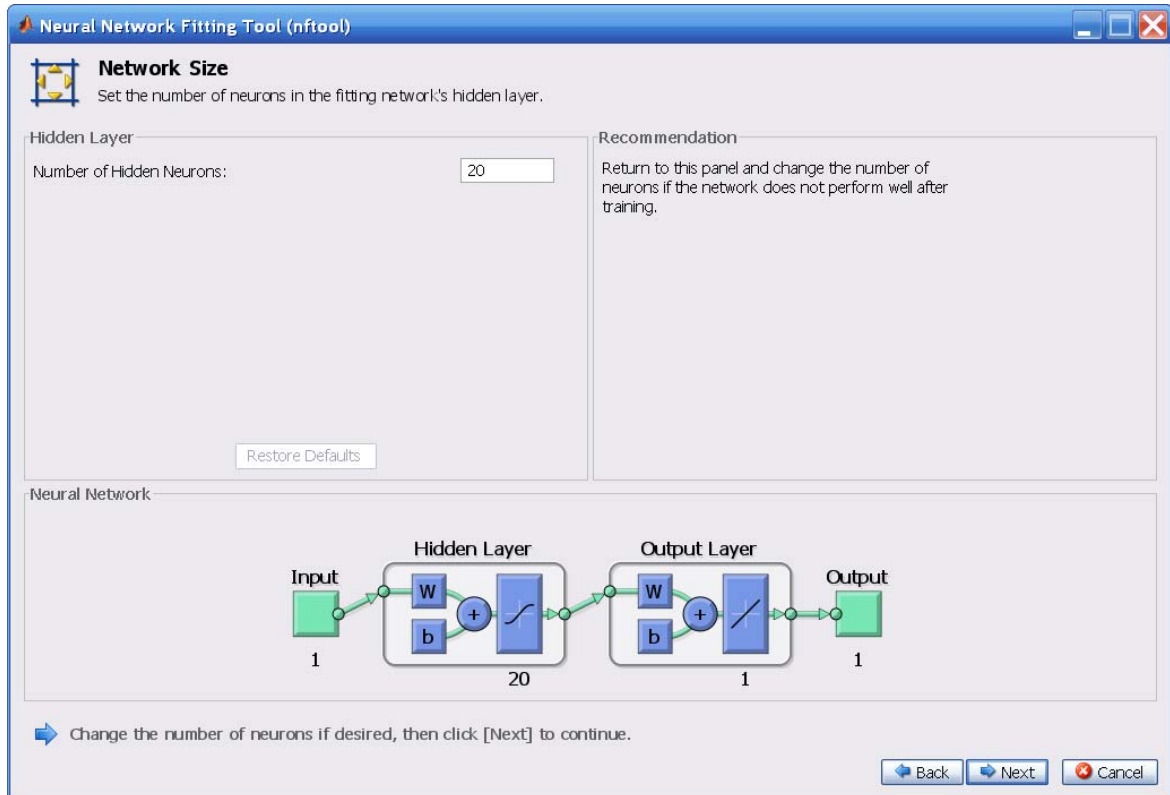 Neural Network Fitting Tool (nftool)
Network Size
Set the number of neurons in the fitting network's hidden layer.
Hidden Layer
Number of Hidden Neurons: 20
Restore Defaults
Recommendation
Return to this panel and change the number of
neurons if the network does not perform well after
training.
Neural Network
Hidden Layer
Output Layer
Input
Output
W
b
+
W
b
+
1
20
1
1
Change the number of neurons if desired, then click [Next] to continue.
Back Next Cancel